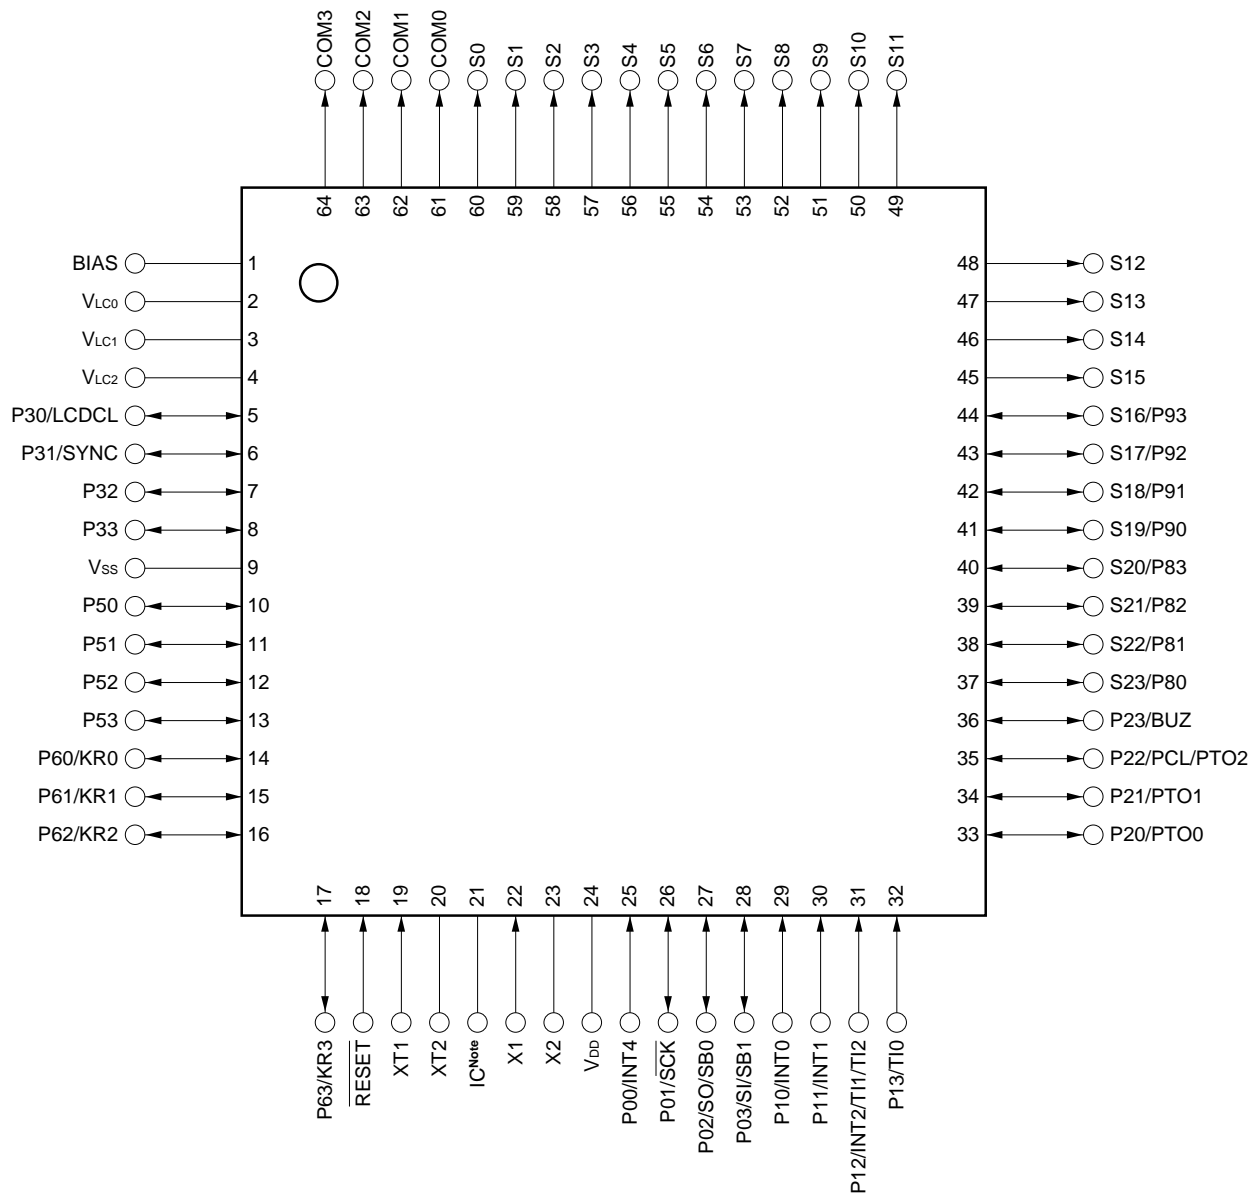 COM3
COM2
COM1
COM0
S0
S1
S2
S3
S4
S5
S6
S7
S8
S9
S10
S11
64
63
62
61
60
59
58
57
56
55
54
53
52
51
50
49
BIAS 1 48 S12
VLC0 2 47 S13
VLC1 3 46 S14
VLC2 4 45 S15
P30/LCDCL 5 44 S16/P93
P31/SYNC 6 43 S17/P92
P32 7 42 S18/P91
P33 8 41 S19/P90
VSS 9 40 S20/P83
P50 10 39 S21/P82
P51 11 38 S22/P81
P52 12 37 S23/P80
P53 13 36 P23/BUZ
P60/KR0 14 35 P22/PCL/PTO2
P61/KR1 15 34 P21/PTO1
P62/KR2 16 33 P20/PTO0
17
18
19
20
21
22
23
24
25
26
27
28
29
30
31
32
P63/KR3
RESET
XT1
XT2
ICNote
X1
X2
VDD
P00/INT4
P01/SCK
P02/SO/SB0
P03/SI/SB1
P10/INT0
P11/INT1
P12/INT2/TI1/TI2
P13/TI0